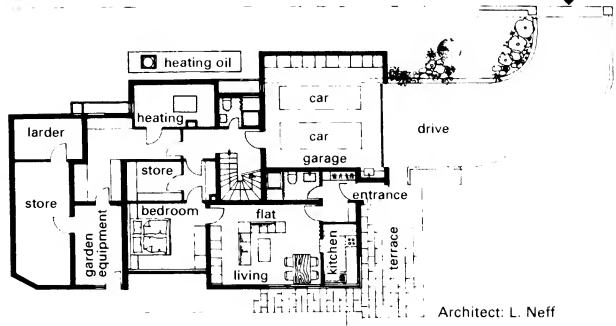 heating oil
heating
larder
car
car
garage
drive
store
store
entrance
bedroom
flat
garden
equipment
living
kitchen
terrace
Architect: L. Neff